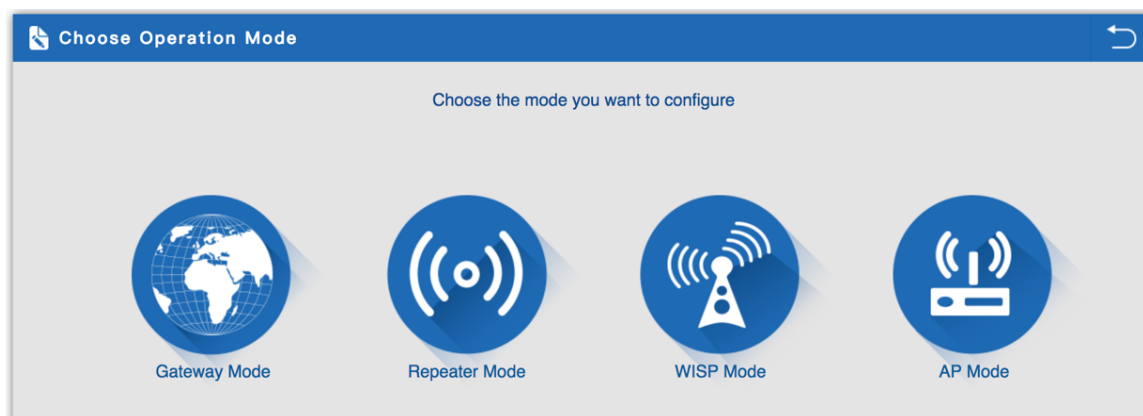 Choose Operation Mode
Choose the mode you want to configure
Gateway Mode
Repeater Mode
WISP Mode
AP Mode